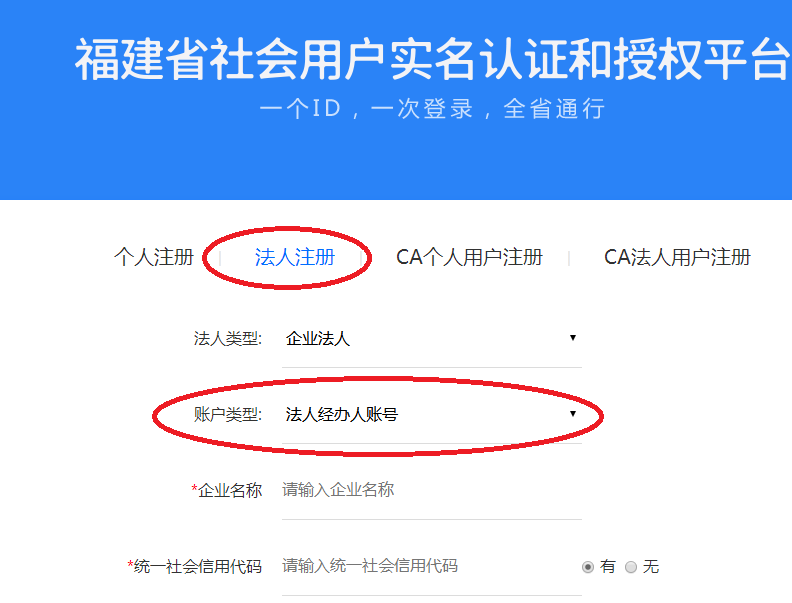 福建省社会用户实名认证和授权平台
一个ID，一次登录，全省通行
个人注册 | 法人注册 | CA个人用户注册 | CA法人用户注册
法人类型: 企业法人 ▼
账户类型: 法人经办人账号 ▼
*企业名称 请输入企业名称
*统一社会信用代码 请输入统一社会信用代码 有 无